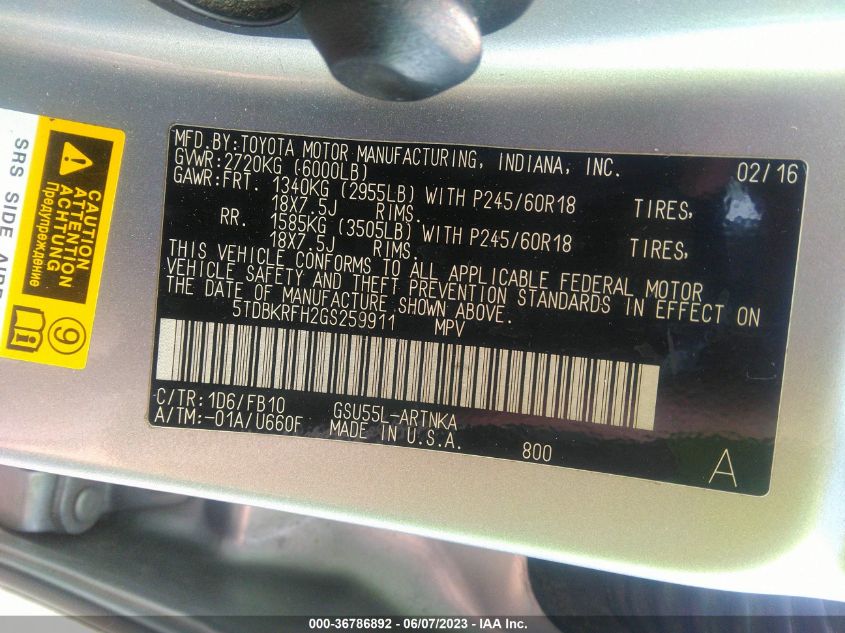 MFD.BY:TOYOTA MOTOR MANUFACTURING, INDIANA, INC. 02/16
GVWR:2720KG (6000LB)
GAWR:FRT. 1340KG (2955LB) WITH P245/60R18 TIRES,
18X7.5J RIMS.
RR. 1585KG (3505LB) WITH P245/60R18 TIRES,
18X7.5J RIMS.
THIS VEHICLE CONFORMS TO ALL APPLICABLE FEDERAL MOTOR
VEHICLE SAFETY AND THEFT PREVENTION STANDARDS IN EFFECT ON
THE DATE OF MANUFACTURE SHOWN ABOVE.
5TDBKRFH2GS259911 MPV
C/TR:1D6/FB10 GSU55L-ARTNKA
A/TM:-01A/U660F MADE IN U.S.A. 800
A
SRS SIDE
CAUTION
ATTENTION
ACHTUNG
Предупреждение
9
000-36786892 - 06/07/2023 - IAA Inc.